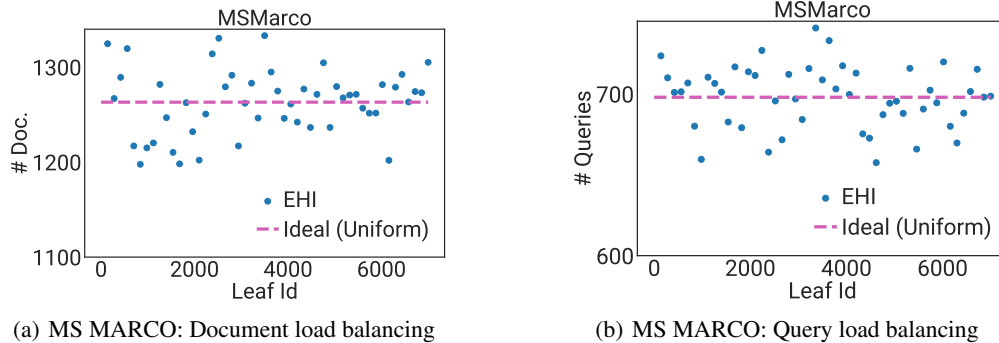 MSMarco
# Doc.
1300
1200
1100
EHI
Ideal (Uniform)
0 2000 4000 6000
Leaf Id
(a) MS MARCO: Document load balancing
MSMarco
# Queries
700
600
EHI
Ideal (Uniform)
0 2000 4000 6000
Leaf Id
(b) MS MARCO: Query load balancing